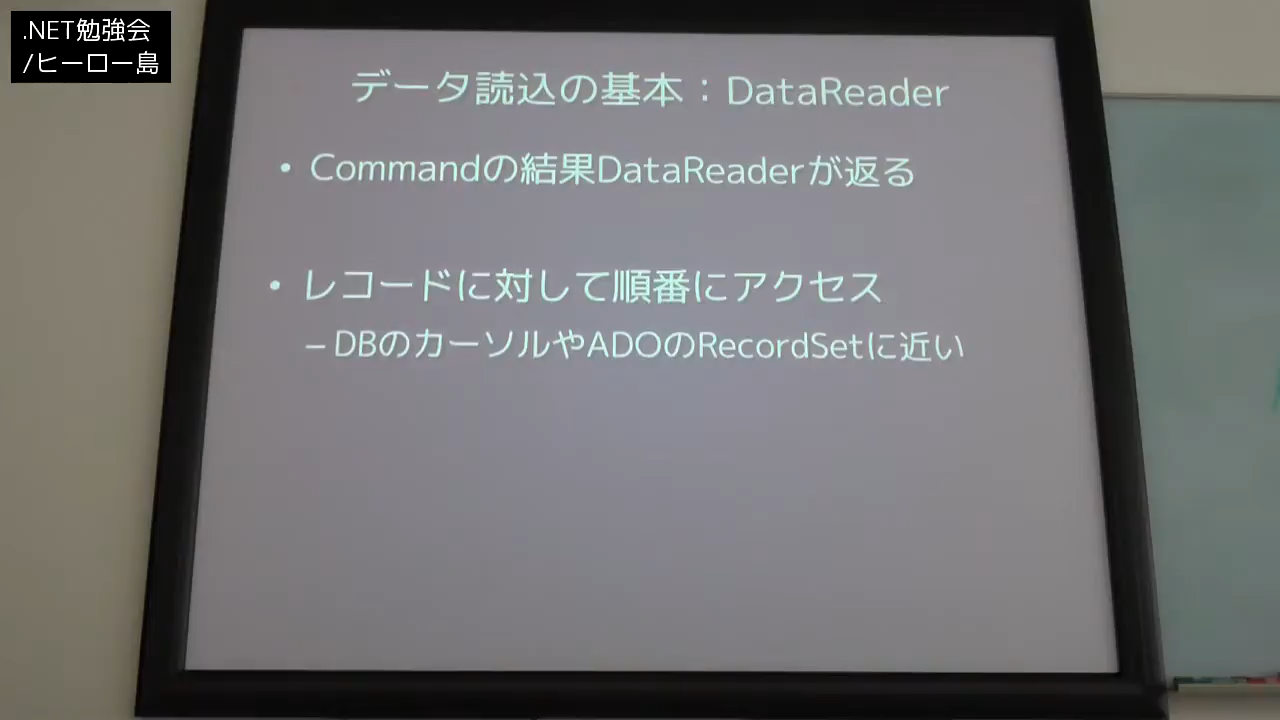 .NET勉強会
/ヒーロー島
データ読込の基本：DataReader
• Commandの結果DataReaderが返る
• レコードに対して順番にアクセス
– DBのカーソルやADOのRecordSetに近い